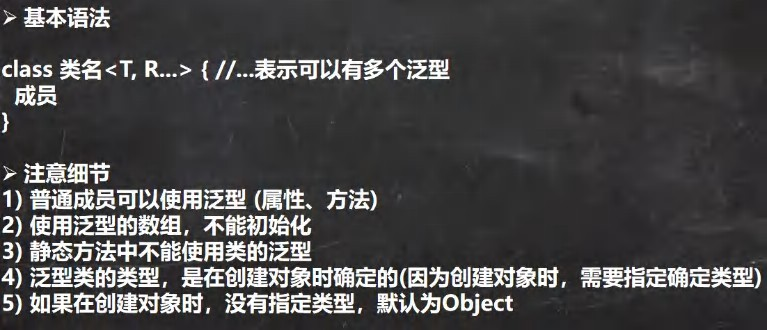 ➢ 基本语法
class 类名<T, R...> { //...表示可以有多个泛型
成员
}
➢ 注意细节
1) 普通成员可以使用泛型 (属性、方法)
2) 使用泛型的数组，不能初始化
3) 静态方法中不能使用类的泛型
4) 泛型类的类型，是在创建对象时确定的(因为创建对象时，需要指定确定类型)
5) 如果在创建对象时，没有指定类型，默认为Object